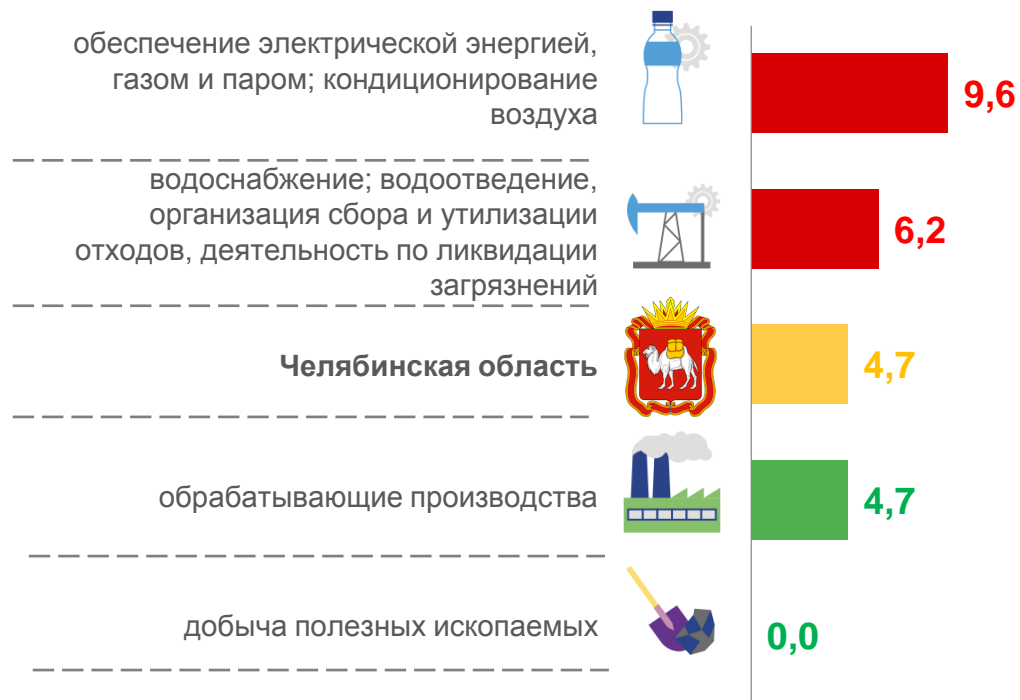 обеспечение электрической энергией,
газом и паром; кондиционирование
воздуха
9,6
водоснабжение; водоотведение,
организация сбора и утилизации
отходов, деятельность по ликвидации
загрязнений
6,2
Челябинская область
4,7
обрабатывающие производства
4,7
добыча полезных ископаемых
0,0